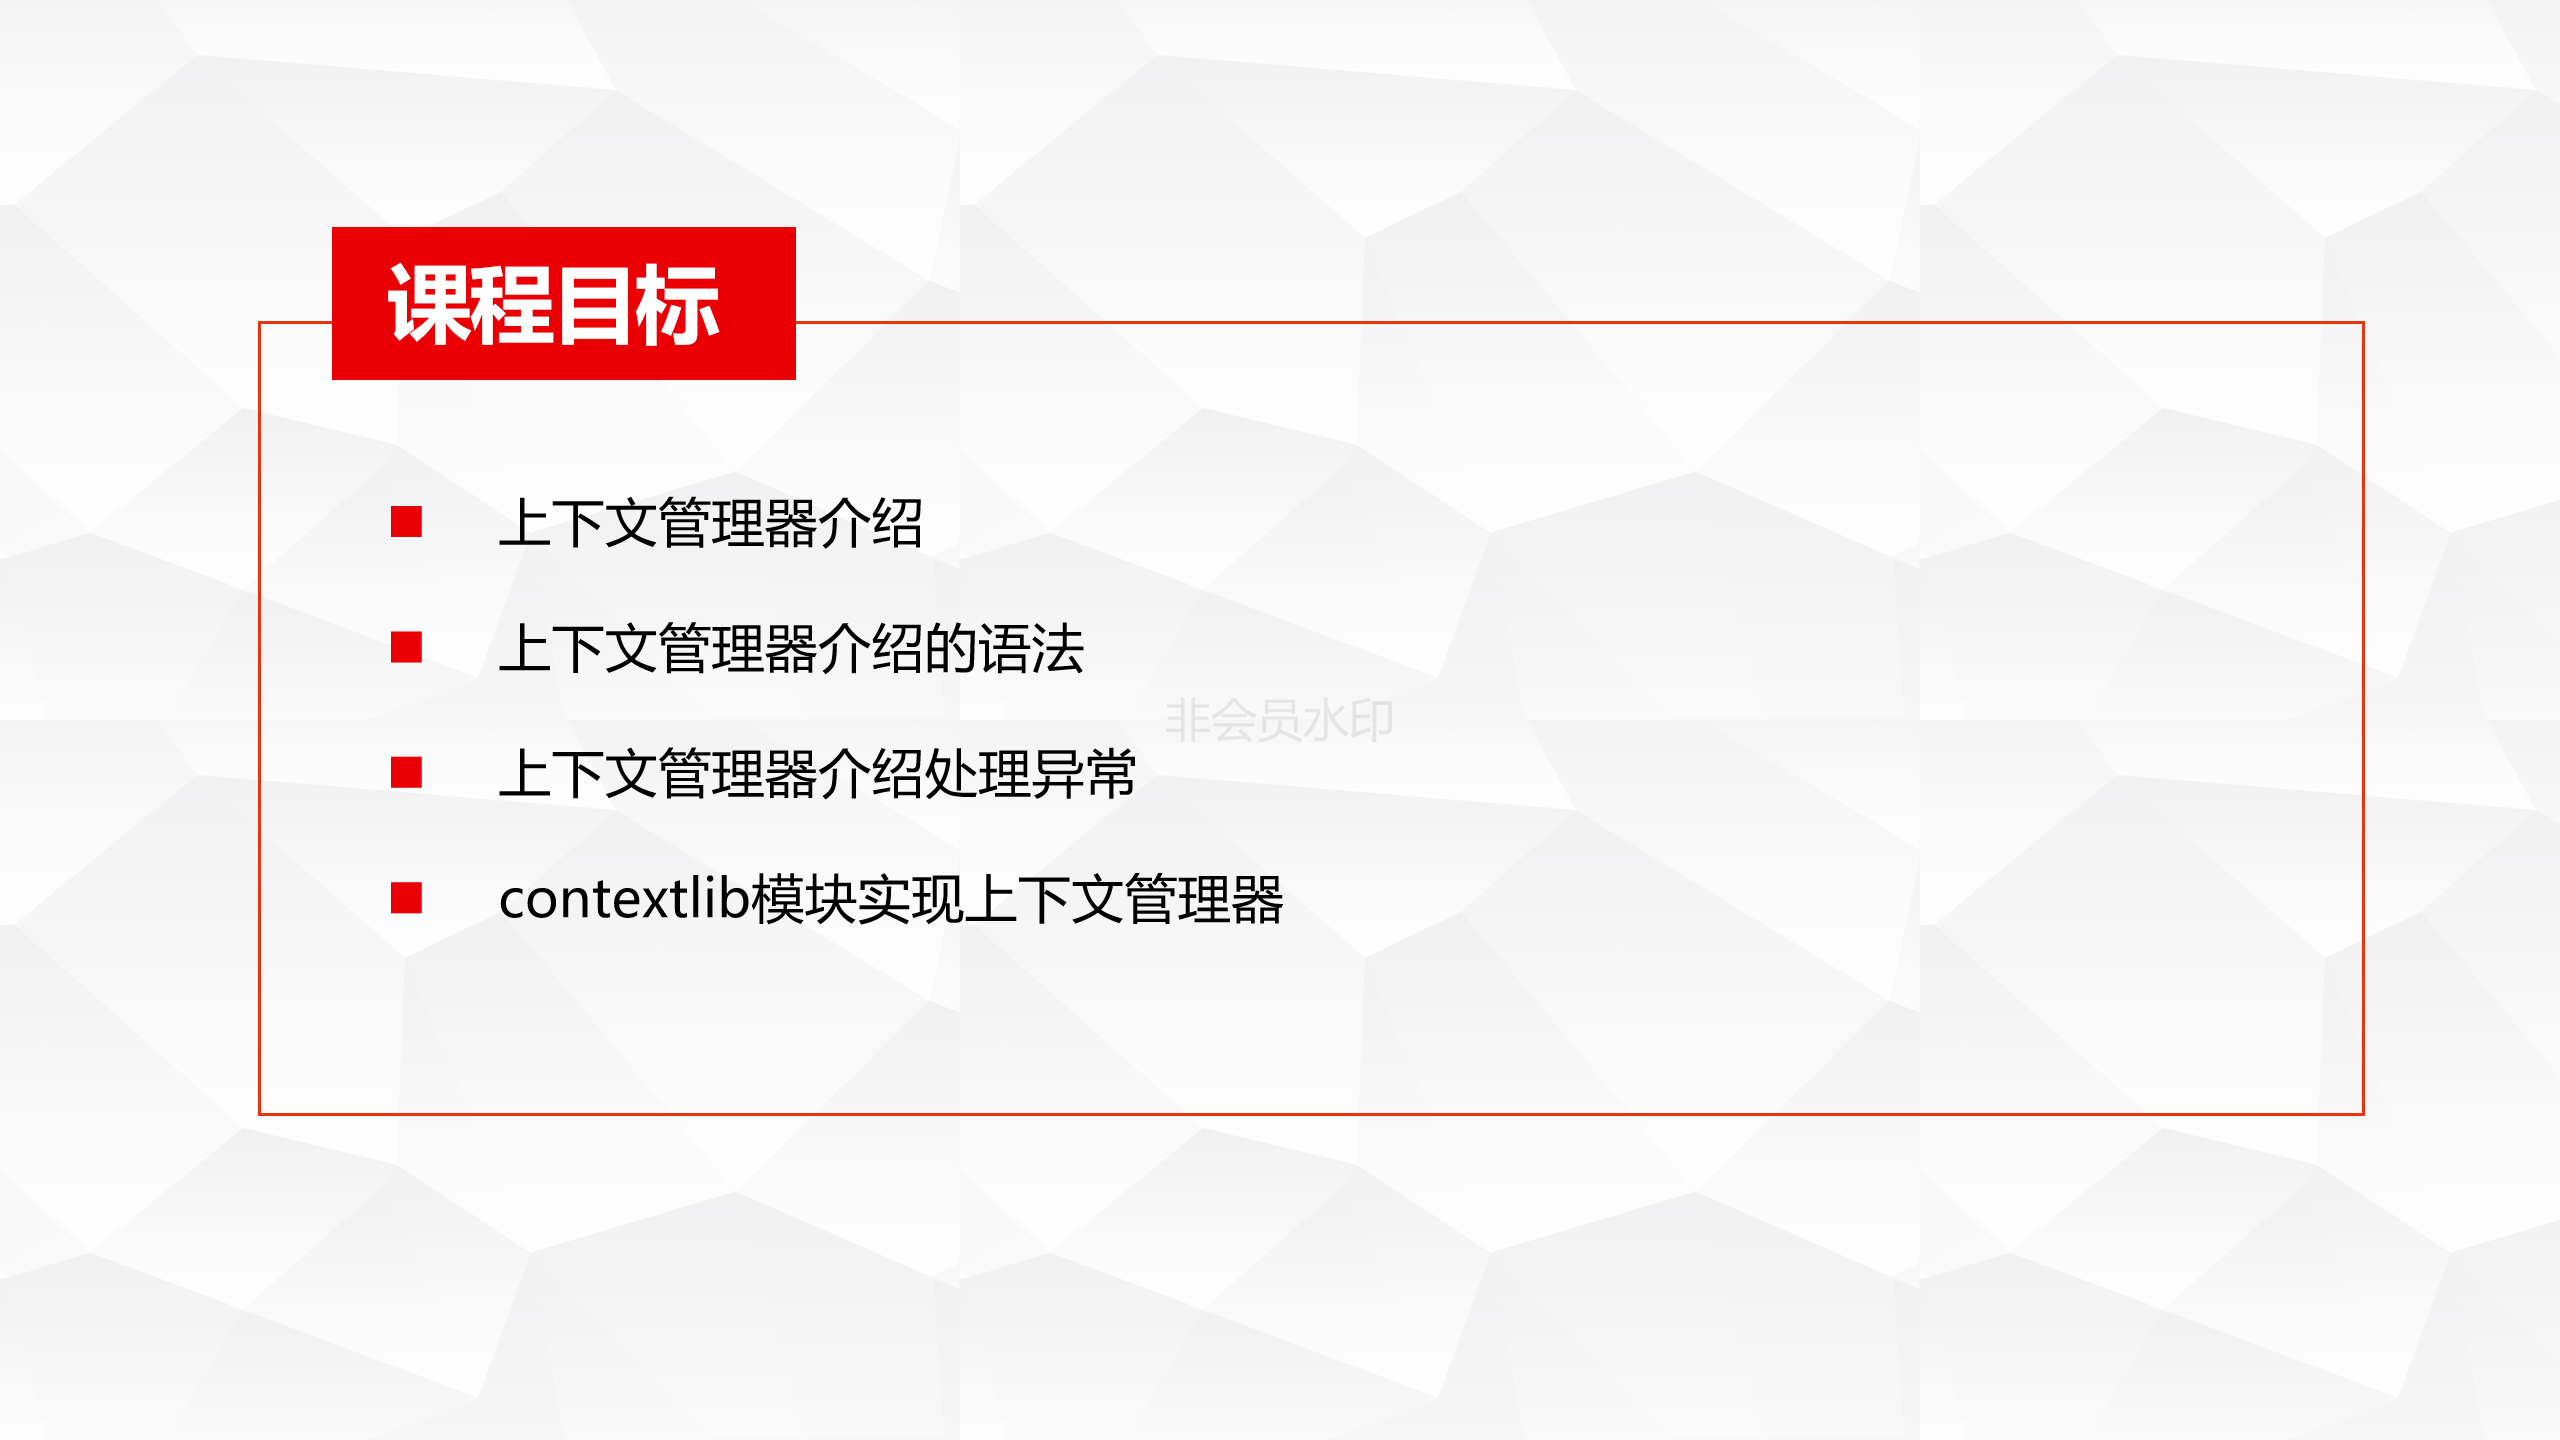 课程目标
上下文管理器介绍
上下文管理器介绍的语法
非会员水印
上下文管理器介绍处理异常
contextlib模块实现上下文管理器